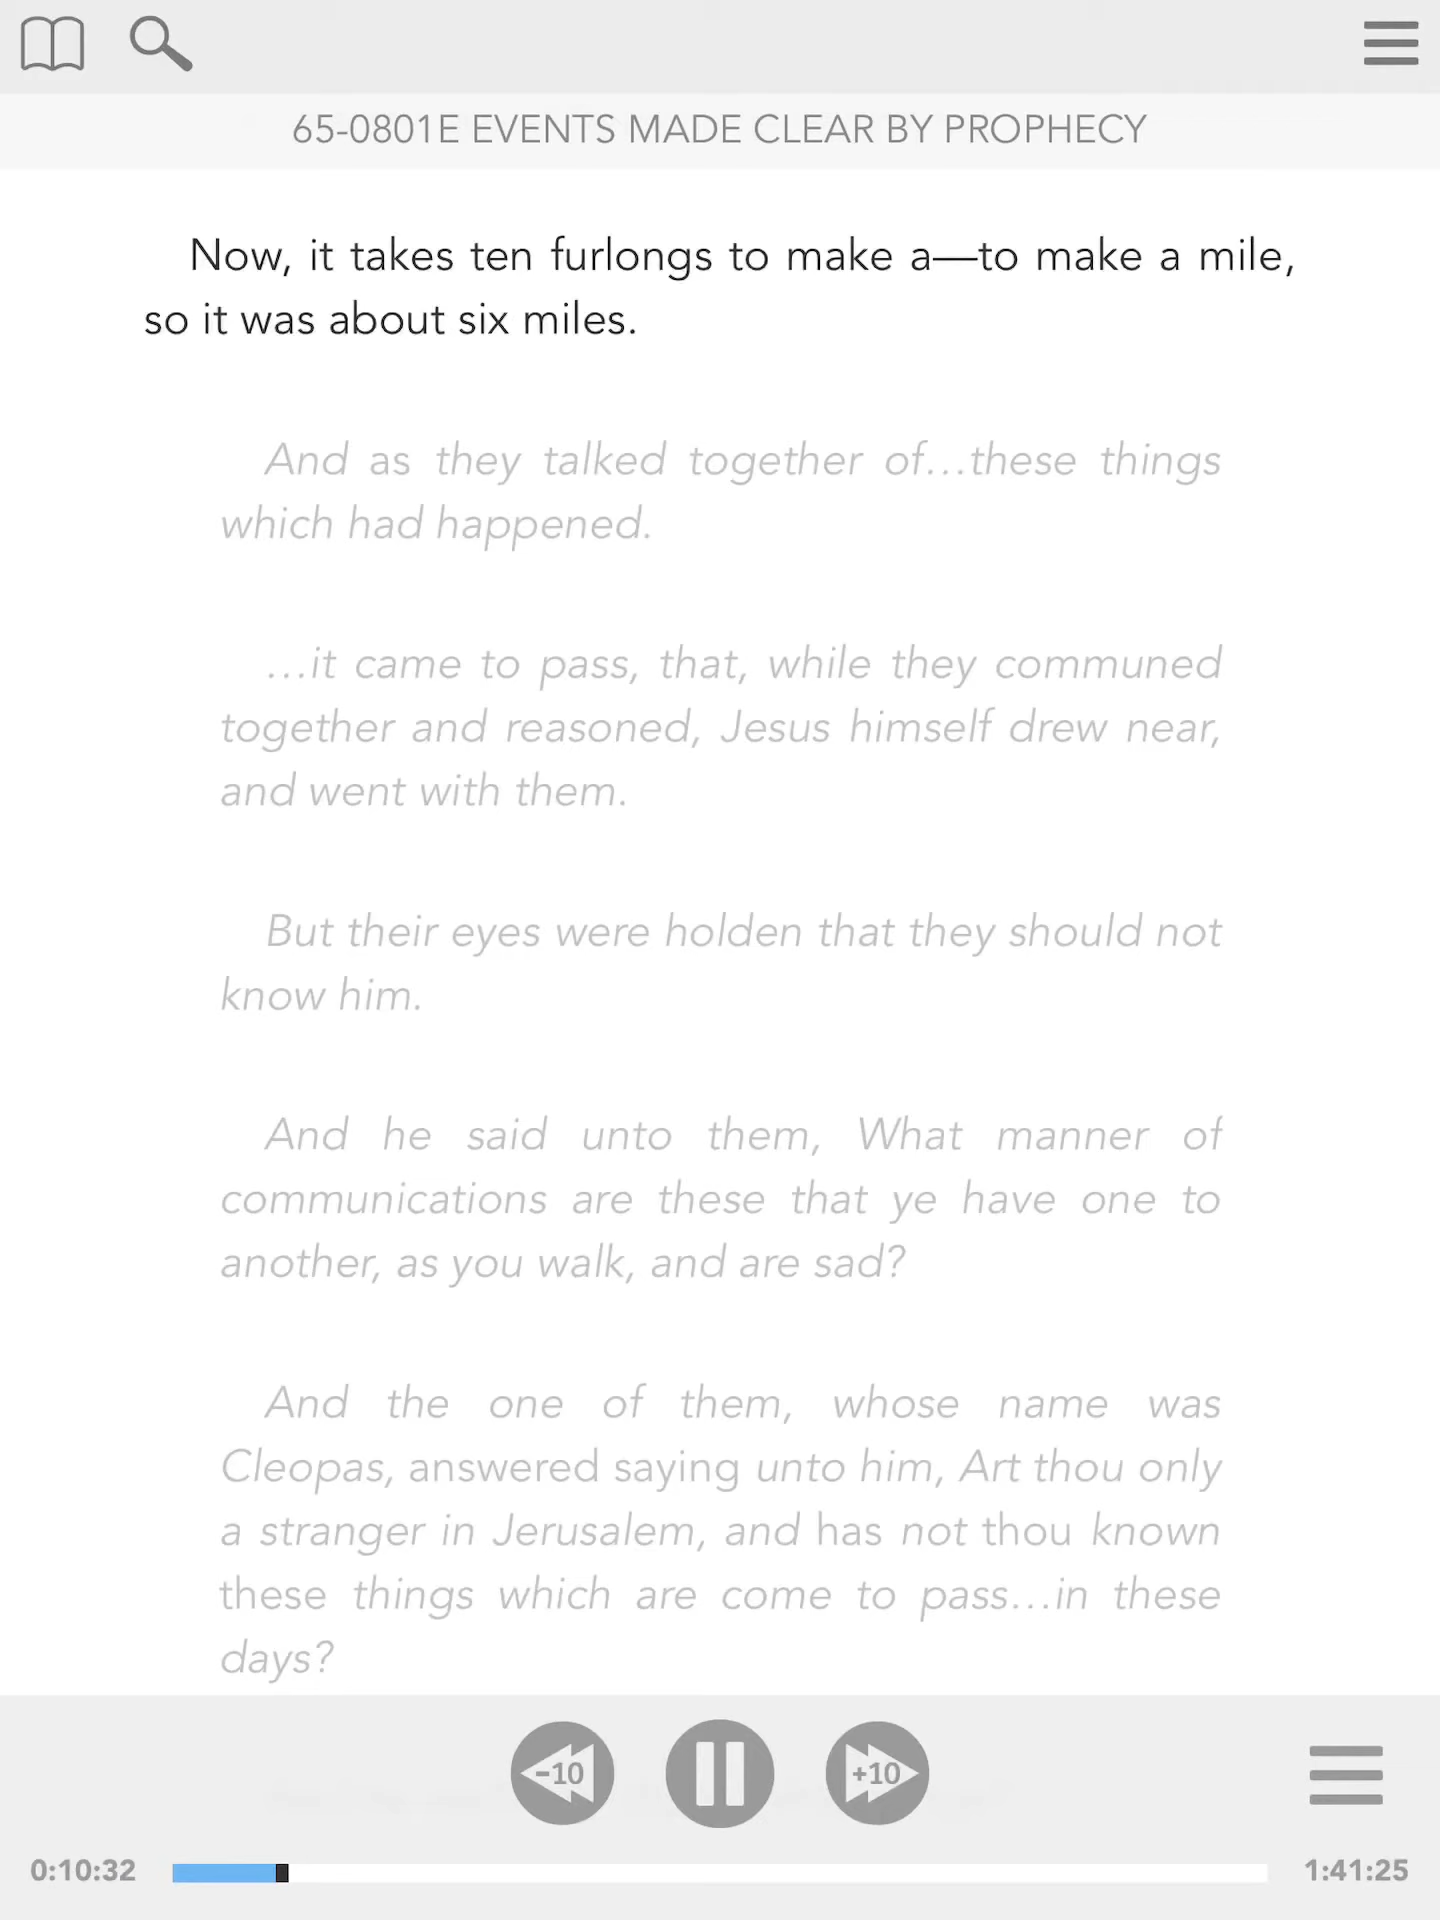 65-0801E EVENTS MADE CLEAR BY PROPHECY
Now, it takes ten furlongs to make a—to make a mile,
so it was about six miles.
And as they talked together of…these things
which had happened.
…it came to pass, that, while they communed
together and reasoned, Jesus himself drew near,
and went with them.
But their eyes were holden that they should not
know him.
And he said unto them, What manner of
communications are these that ye have one to
another, as you walk, and are sad?
And the one of them, whose name was
Cleopas, answered saying unto him, Art thou only
a stranger in Jerusalem, and has not thou known
these things which are come to pass…in these
days?
-10 +10
0:10:32 1:41:25